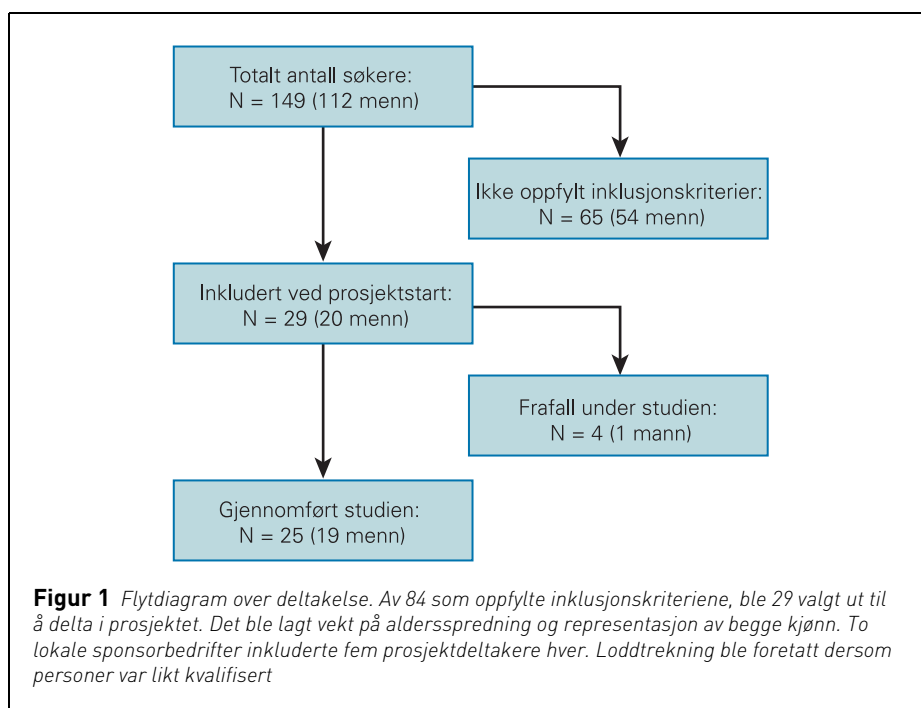 Totalt antall søkere:
N = 149 (112 menn)
Ikke oppfylt inklusjonskriterier:
N = 65 (54 menn)
Inkludert ved prosjektstart:
N = 29 (20 menn)
Frafall under studien:
N = 4 (1 mann)
Gjennomført studien:
N = 25 (19 menn)
Figur 1 Flytdiagram over deltakelse. Av 84 som oppfylte inklusjonskriteriene, ble 29 valgt ut til
å delta i prosjektet. Det ble lagt vekt på aldersspredning og representasjon av begge kjønn. To
lokale sponsorbedrifter inkluderte fem prosjektdeltakere hver. Loddtrekning ble foretatt dersom
personer var likt kvalifisert